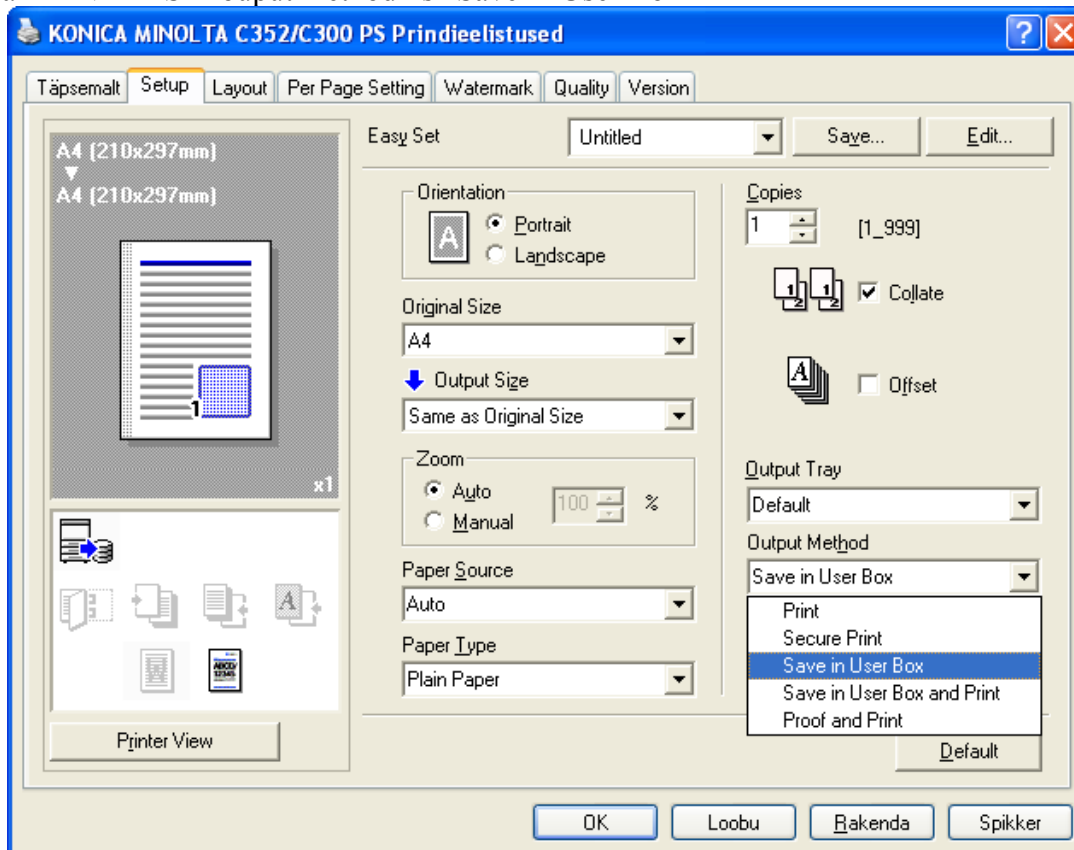 KONICA MINOLTA C352/C300 PS Prindieelistused
Täpsemalt Setup Layout Per Page Setting Watermark Quality Version
A4 (210x297mm)
A4 (210x297mm)
1
x1
Printer View
Easy Set Untitled Save... Edit...
Orientation
A
Portrait
Landscape
Original Size
A4
Output Size
Same as Original Size
Zoom
Auto
Manual
100 %
Paper Source
Auto
Paper Type
Plain Paper
Copies
1 [1_999]
Collate
Offset
Output Tray
Default
Output Method
Save in User Box
Print
Secure Print
Save in User Box
Save in User Box and Print
Proof and Print
Default
OK Loobu Rakenda Spikker